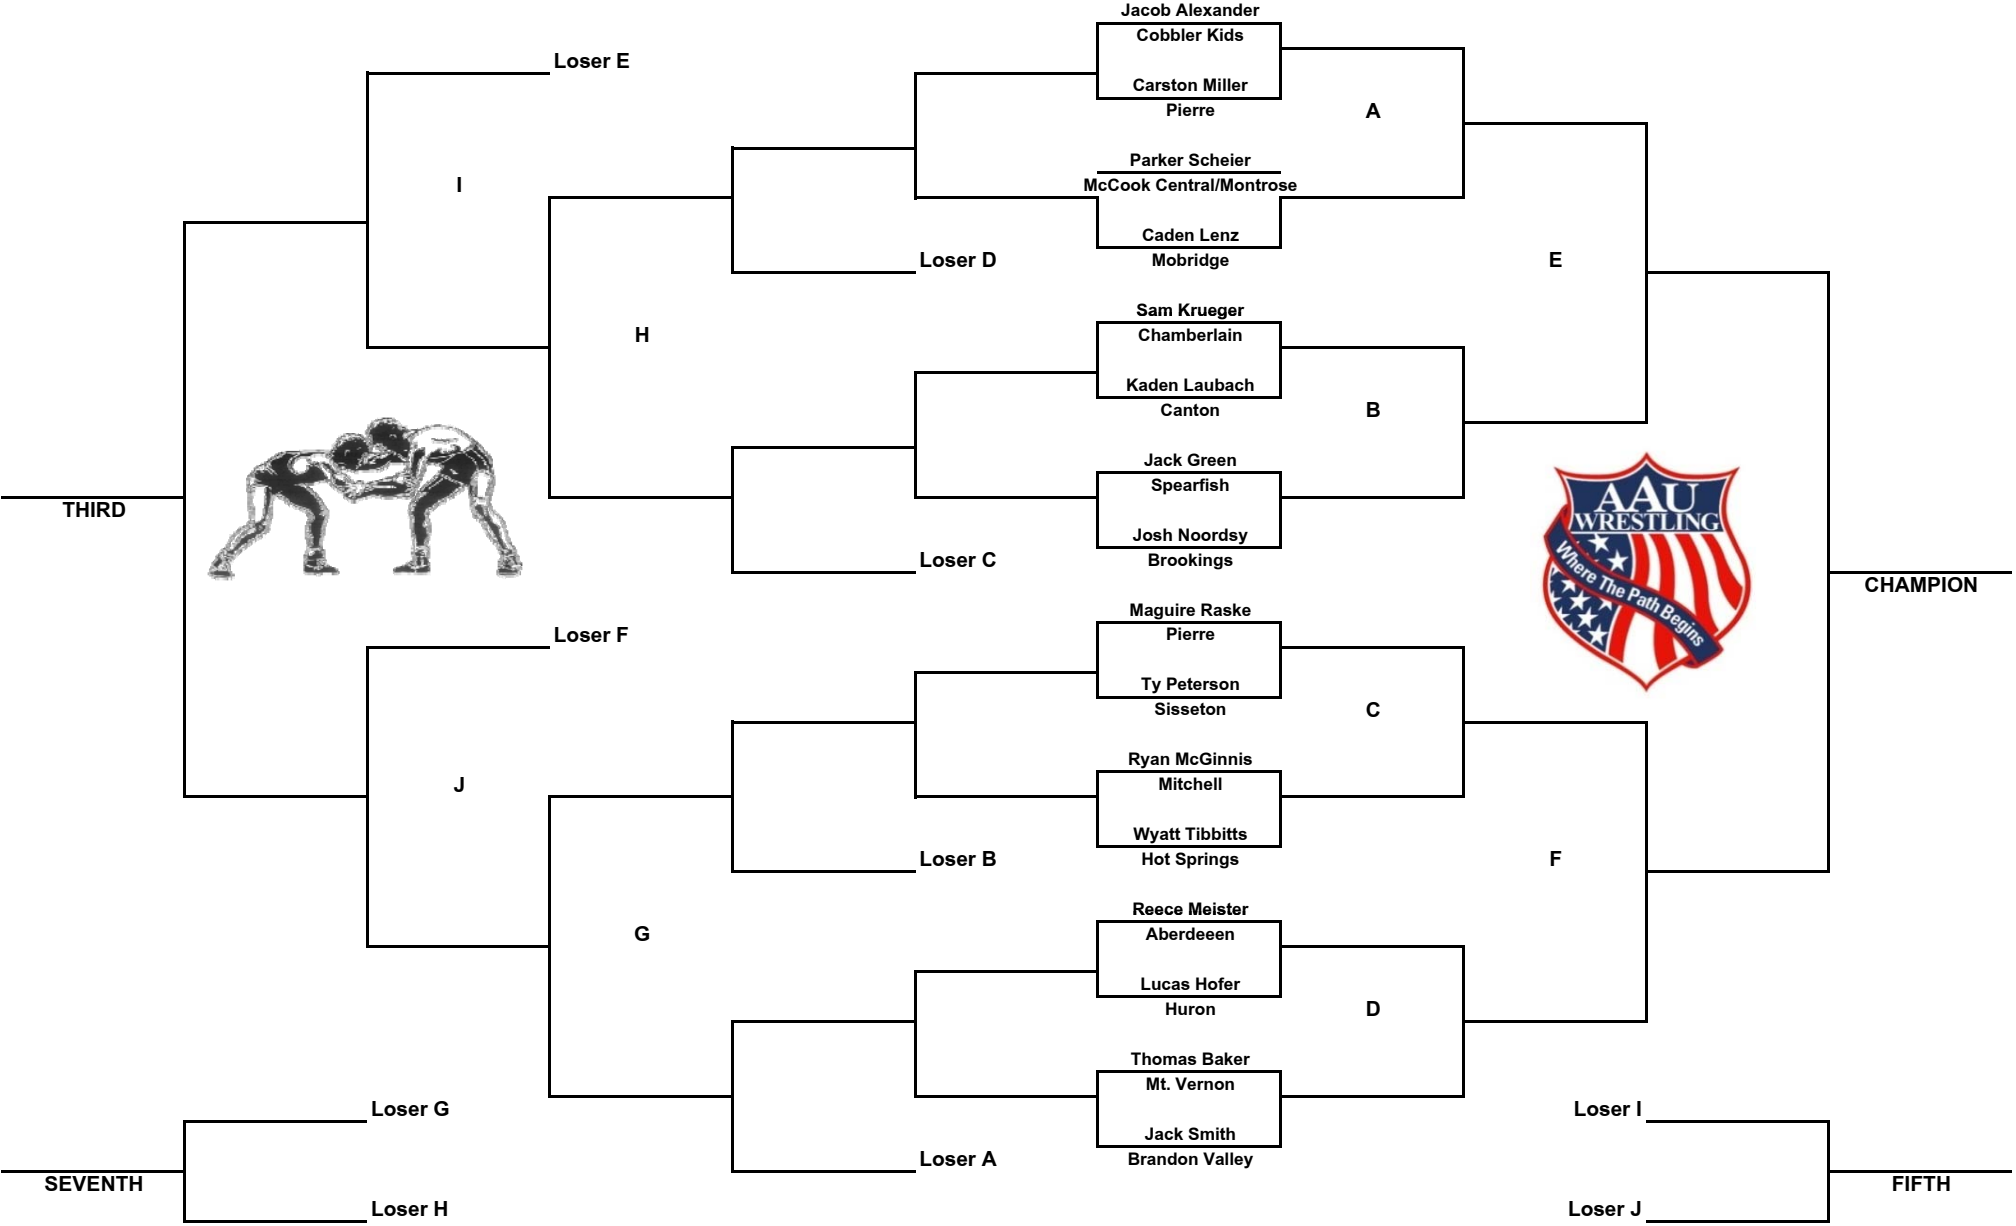 Jacob Alexander
Cobbler Kids
Loser E
Carston Miller
Pierre
A
Parker Scheier
McCook Central/Montrose
I
Caden Lenz
Mobridge
Loser D
E
Sam Krueger
Chamberlain
H
Kaden Laubach
Canton
B
Jack Green
Spearfish
THIRD
Josh Noordsy
Brookings
Loser C
AAU
WRESTLING
Where The Path Begins
CHAMPION
Maguire Raske
Pierre
Loser F
Ty Peterson
Sisseton
C
Ryan McGinnis
Mitchell
J
Wyatt Tibbitts
Hot Springs
Loser B
F
Reece Meister
Aberdeeen
G
Lucas Hofer
Huron
D
Thomas Baker
Mt. Vernon
Loser G
Loser I
Jack Smith
Brandon Valley
Loser A
SEVENTH
FIFTH
Loser H
Loser J